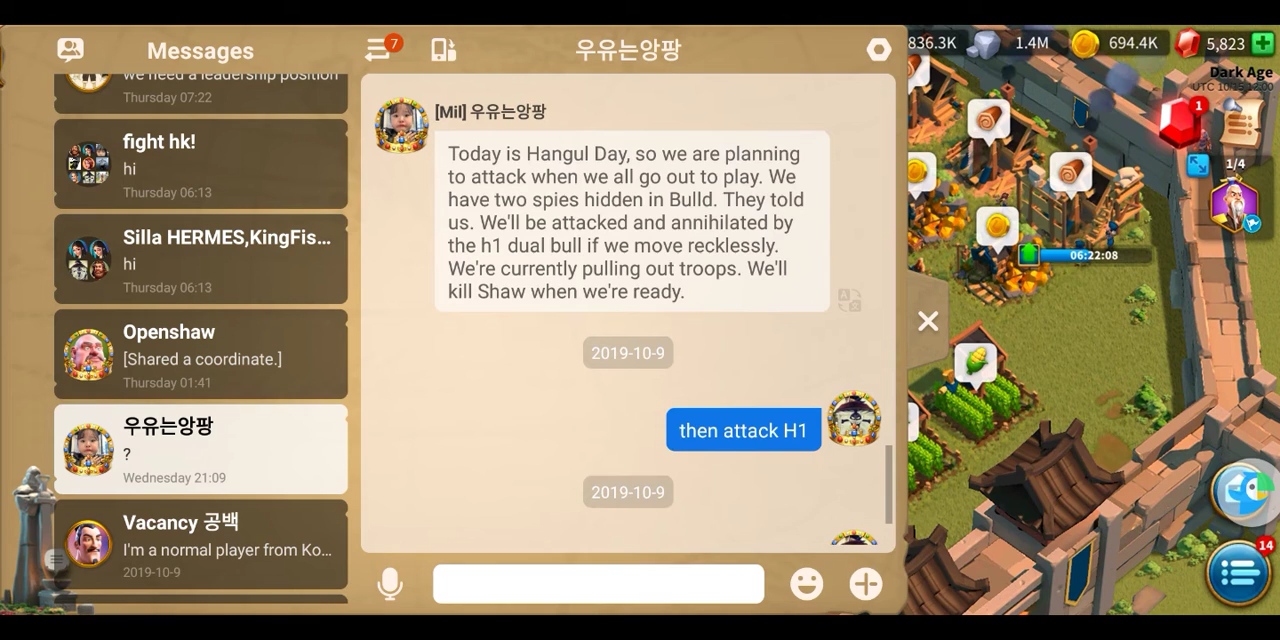 Messages
we need a leadership position
Thursday 07:22
fight hk!
hi
Thursday 06:13
Silla HERMES,KingFis...
hi
Thursday 06:13
Openshaw
[Shared a coordinate.]
Thursday 01:41
우유는앙팡
?
Wednesday 21:09
Vacancy 공백
I'm a normal player from Ko...
2019-10-9
7
우유는앙팡
[Mil] 우유는앙팡
Today is Hangul Day, so we are planning
to attack when we all go out to play. We
have two spies hidden in Bulld. They told
us. We'll be attacked and annihilated by
the h1 dual bull if we move recklessly.
We're currently pulling out troops. We'll
kill Shaw when we're ready.
2019-10-9
then attack H1
2019-10-9
836.3K
1.4M
694.4K
5,823
Dark Age
1
1/4
06:22:08
14